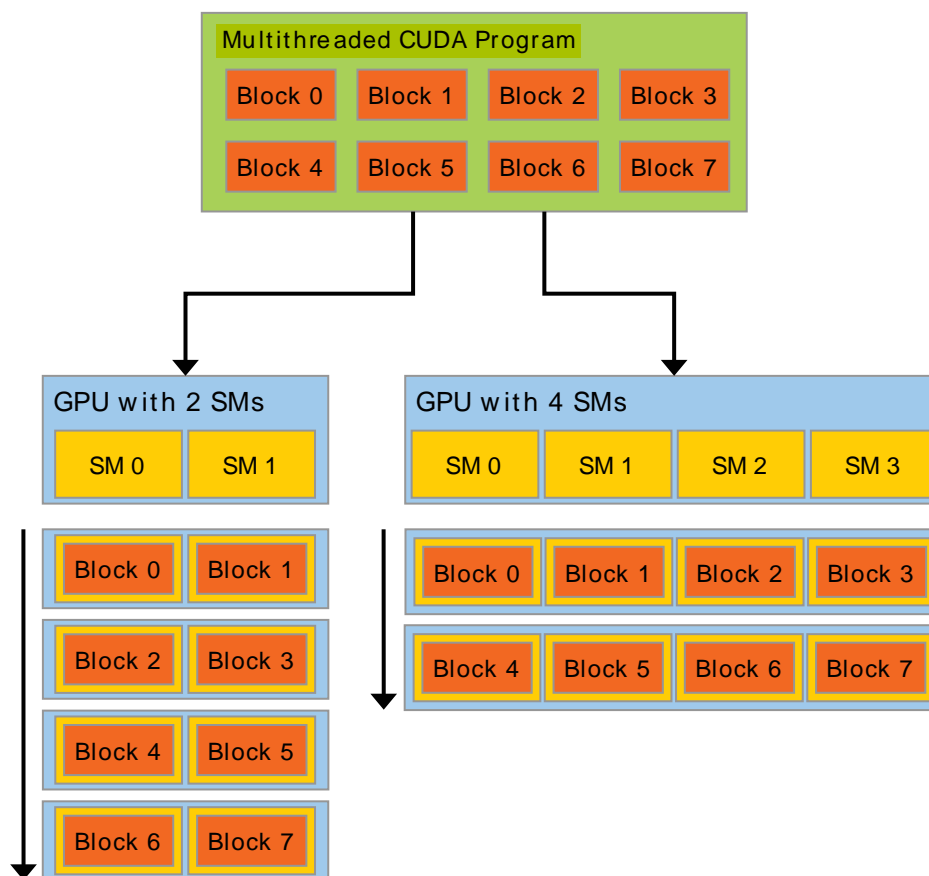 Multithreaded CUDA Program
Block 0 Block 1 Block 2 Block 3
Block 4 Block 5 Block 6 Block 7
GPU with 2 SMs
SM 0 SM 1
Block 0 Block 1
Block 2 Block 3
Block 4 Block 5
Block 6 Block 7
GPU with 4 SMs
SM 0 SM 1 SM 2 SM 3
Block 0 Block 1 Block 2 Block 3
Block 4 Block 5 Block 6 Block 7